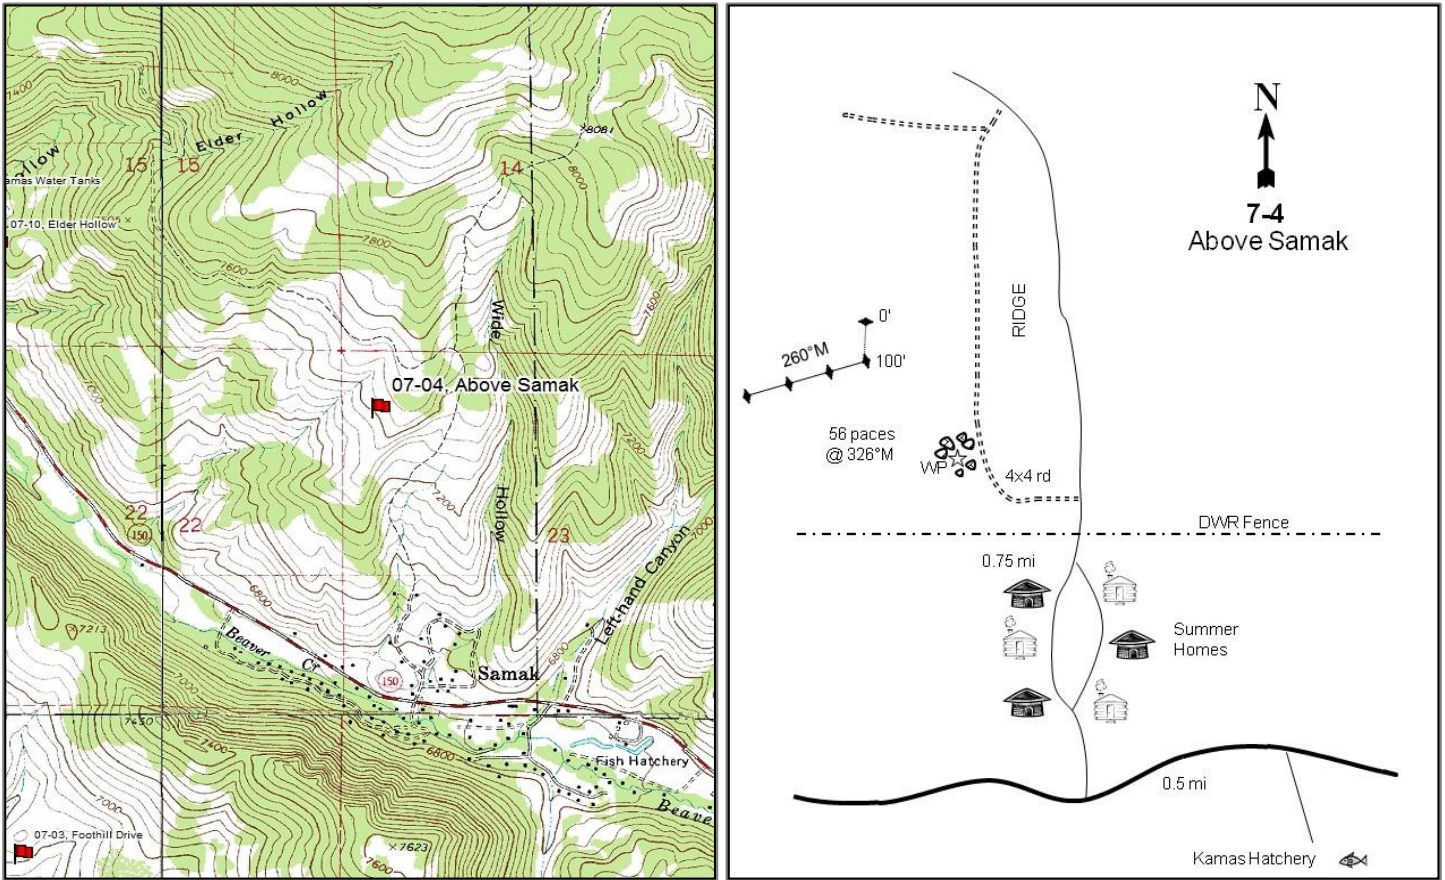 7400
8000
Elder Hollow
×8081
ollow
15
15
14
8000
amas Water Tanks
07-10, Elder Hollow
7800
7600
7600
Wide
07-04, Above Samak
7000
7200
7200
Hollow
22
22
150
23
7000
Left-hand Canyon
6800
×7213
Beaver Cr
6800
150
Samak
7000
7450
7400
6800
Fish Hatchery
7000
Beave
07-03, Foothill Drive
×7623
7600
N
7-4
Above Samak
RIDGE
0'
260°M
100'
56 paces
@ 326°M
WP
4x4 rd
DWR Fence
0.75 mi
Summer
Homes
0.5 mi
Kamas Hatchery